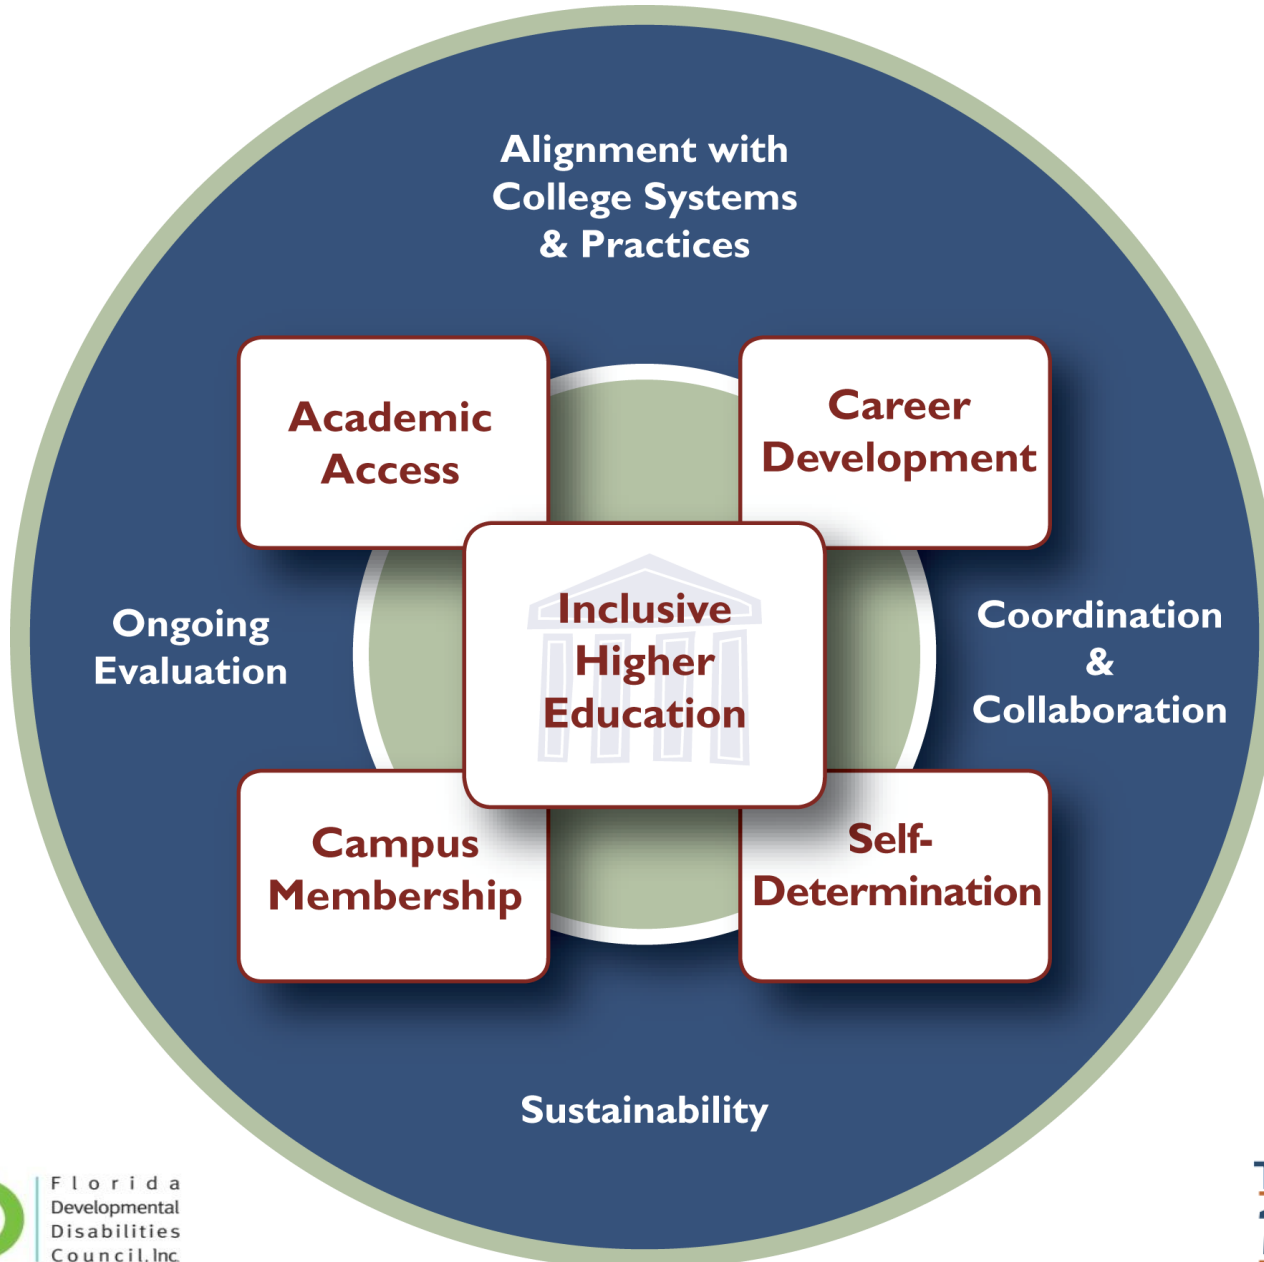 Alignment with
College Systems
& Practices
Academic
Access
Career
Development
Ongoing
Evaluation
Inclusive
Higher
Education
Coordination
&
Collaboration
Campus
Membership
Self-
Determination
Sustainability
Florida
Developmental
Disabilities
Council, Inc.